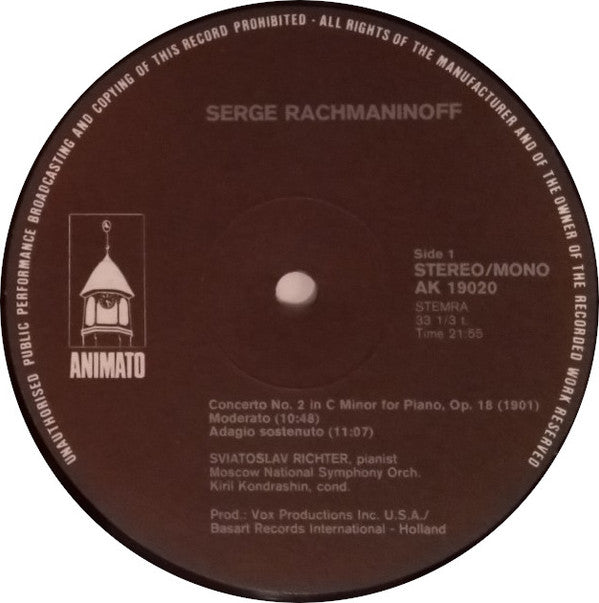 UNAUTHORISED PUBLIC PERFORMANCE BROADCASTING AND COPYING OF THIS RECORD PROHIBITED - ALL RIGHTS OF THE MANUFACTURER AND OF THE OWNER OF THE RECORDED WORK RESERVED
SERGE RACHMANINOFF
Side 1
STEREO/MONO
AK 19020
STEMRA
33 1/3 t.
Time 21:55
ANIMATO
Concerto No. 2 in C Minor for Piano, Op. 18 (1901)
Moderato (10:48)
Adagio sostenuto (11:07)
SVIATOSLAV RICHTER, pianist
Moscow National Symphony Orch.
Kiril Kondrashin, cond.
Prod.: Vox Productions Inc. U.S.A./
Basart Records International - Holland